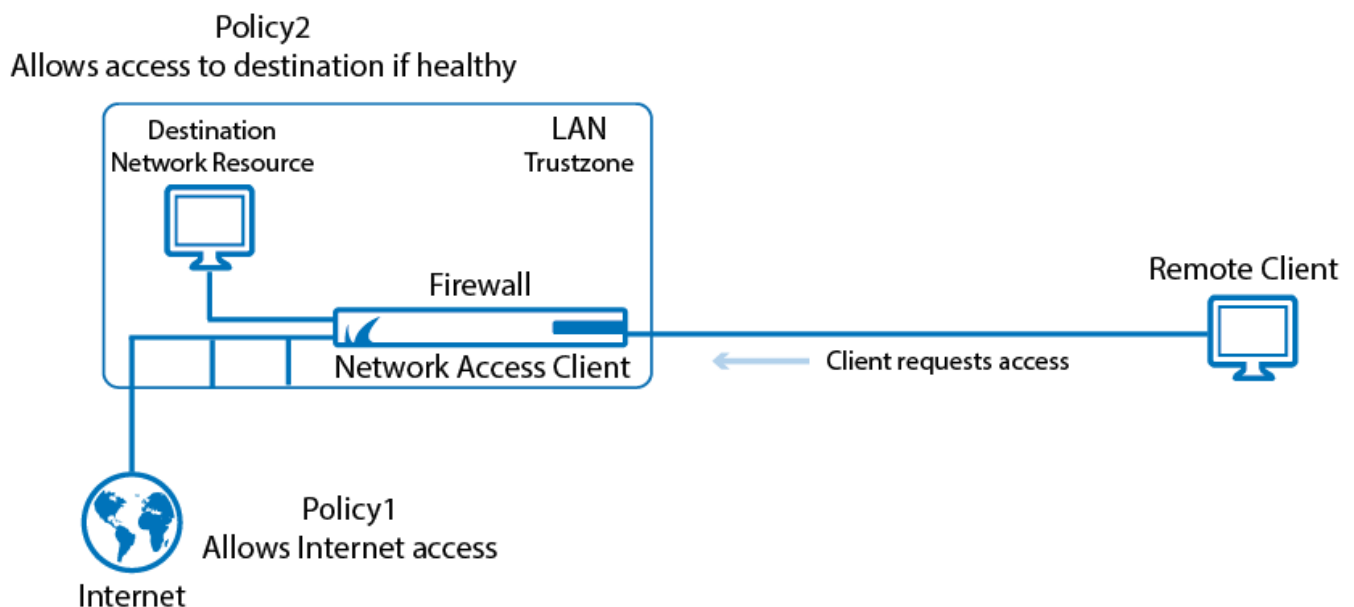 Policy2
Allows access to destination if healthy
Destination
Network Resource
LAN
Trustzone
Firewall
Network Access Client
Remote Client
Client requests access
Policy1
Allows Internet access
Internet